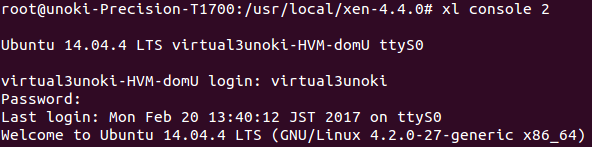 root@unoki-Precision-T1700:/usr/local/xen-4.4.0# xl console 2
Ubuntu 14.04.4 LTS virtual3unoki-HVM-domU ttyS0
virtual3unoki-HVM-domU login: virtual3unoki
Password:
Last login: Mon Feb 20 13:40:12 JST 2017 on ttyS0
Welcome to Ubuntu 14.04.4 LTS (GNU/Linux 4.2.0-27-generic x86_64)